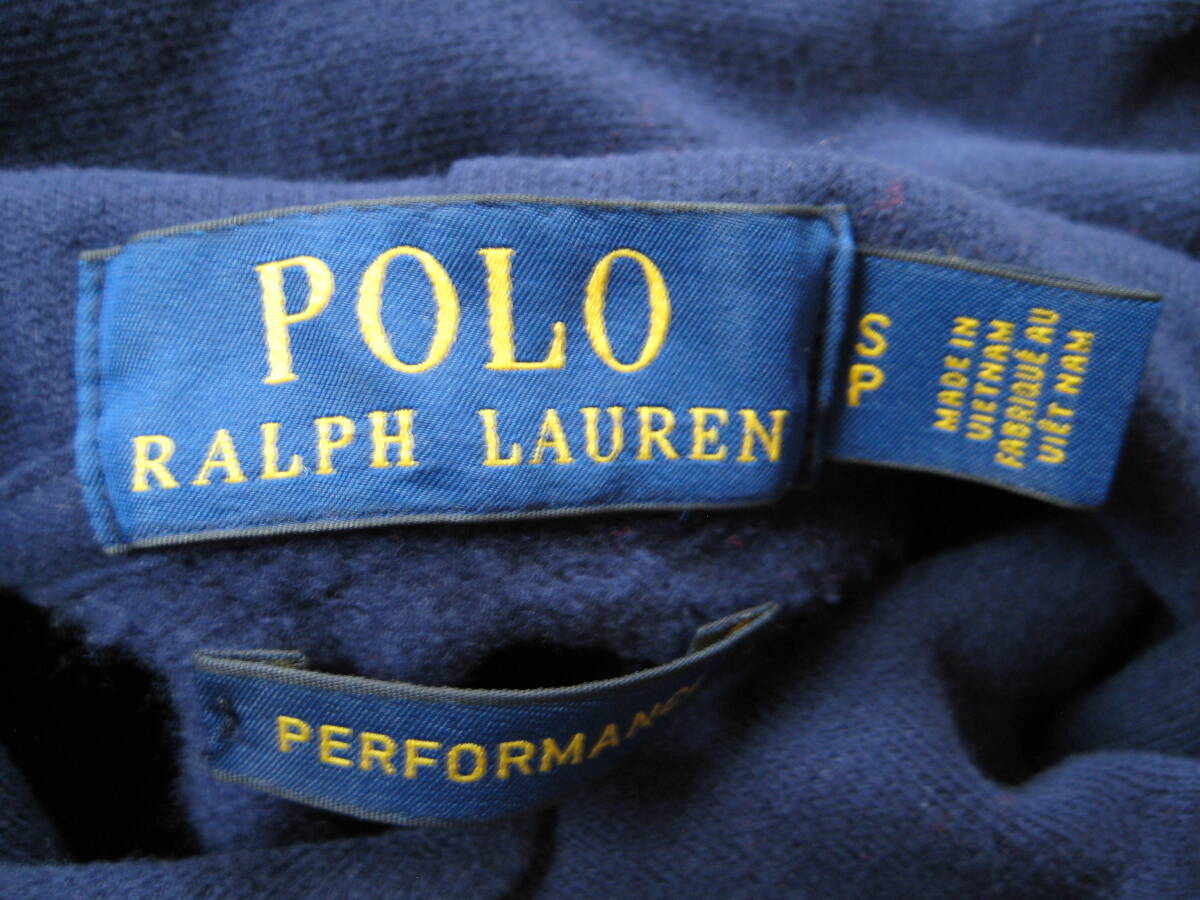 POLO
RALPH LAUREN
S
P
MADE IN
VIETNAM
FABRIQUÉ AU
VIÊT NAM
PERFORMANCE